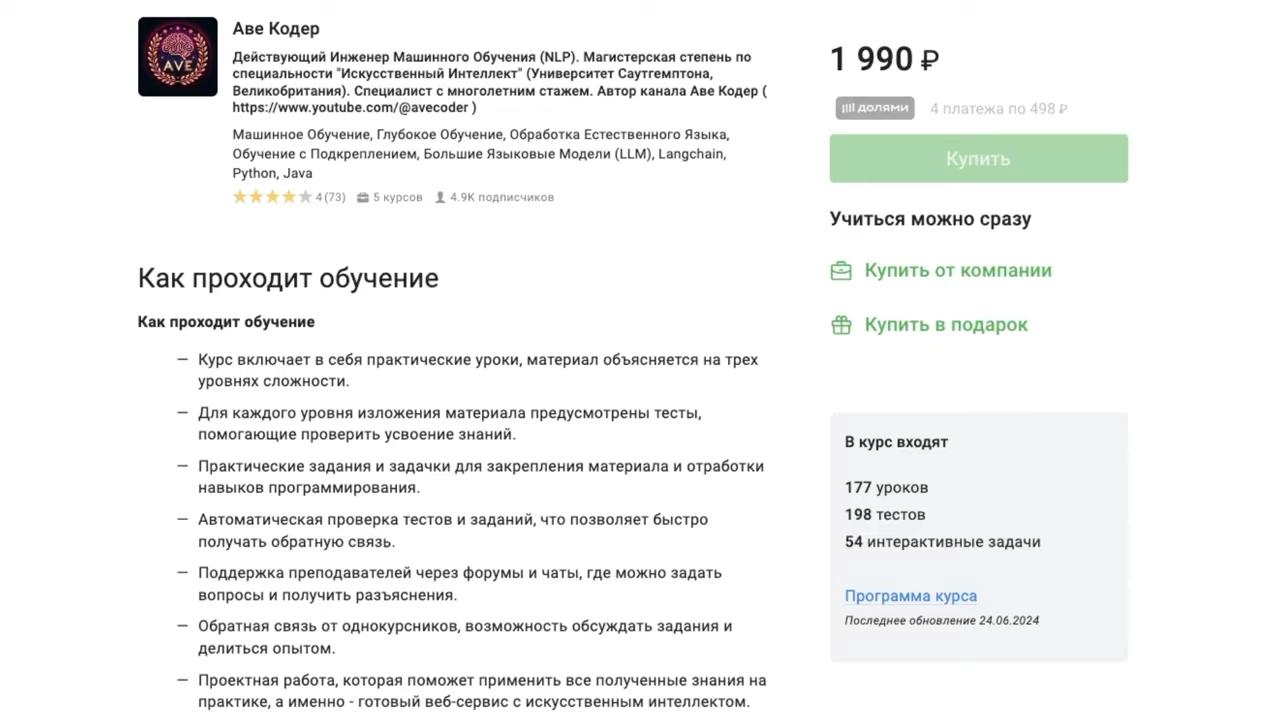 AVE
Аве Кодер
Действующий Инженер Машинного Обучения (NLP). Магистерская степень по
специальности "Искусственный Интеллект" (Университет Саутгемптона,
Великобритания). Специалист с многолетним стажем. Автор канала Аве Кодер (
https://www.youtube.com/@avecoder )
Машинное Обучение, Глубокое Обучение, Обработка Естественного Языка,
Обучение с Подкреплением, Большие Языковые Модели (LLM), Langchain,
Python, Java
4 (73) 5 курсов 4.9K подписчиков
Как проходит обучение
Как проходит обучение
— Курс включает в себя практические уроки, материал объясняется на трех
уровнях сложности.
— Для каждого уровня изложения материала предусмотрены тесты,
помогающие проверить усвоение знаний.
— Практические задания и задачки для закрепления материала и отработки
навыков программирования.
— Автоматическая проверка тестов и заданий, что позволяет быстро
получать обратную связь.
— Поддержка преподавателей через форумы и чаты, где можно задать
вопросы и получить разъяснения.
— Обратная связь от однокурсников, возможность обсуждать задания и
делиться опытом.
— Проектная работа, которая поможет применить все полученные знания на
практике, а именно - готовый веб-сервис с искусственным интеллектом.
1 990 ₽
долями 4 платежа по 498 ₽
Купить
Учиться можно сразу
Купить от компании
Купить в подарок
В курс входят
177 уроков
198 тестов
54 интерактивные задачи
Программа курса
Последнее обновление 24.06.2024